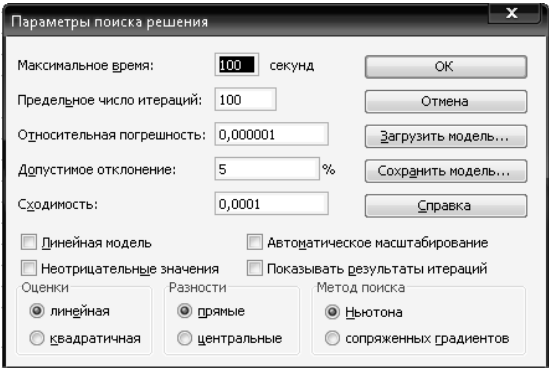 Параметры поиска решения
x
Максимальное время: 100 секунд
ОК
Предельное число итераций: 100
Отмена
Относительная погрешность: 0,000001
Загрузить модель...
Допустимое отклонение: 5 %
Сохранить модель...
Сходимость: 0,0001
Справка
Линейная модель
Автоматическое масштабирование
Неотрицательные значения
Показывать результаты итераций
Оценки
Разности
Метод поиска
линейная
прямые
Ньютона
квадратичная
центральные
сопряженных градиентов